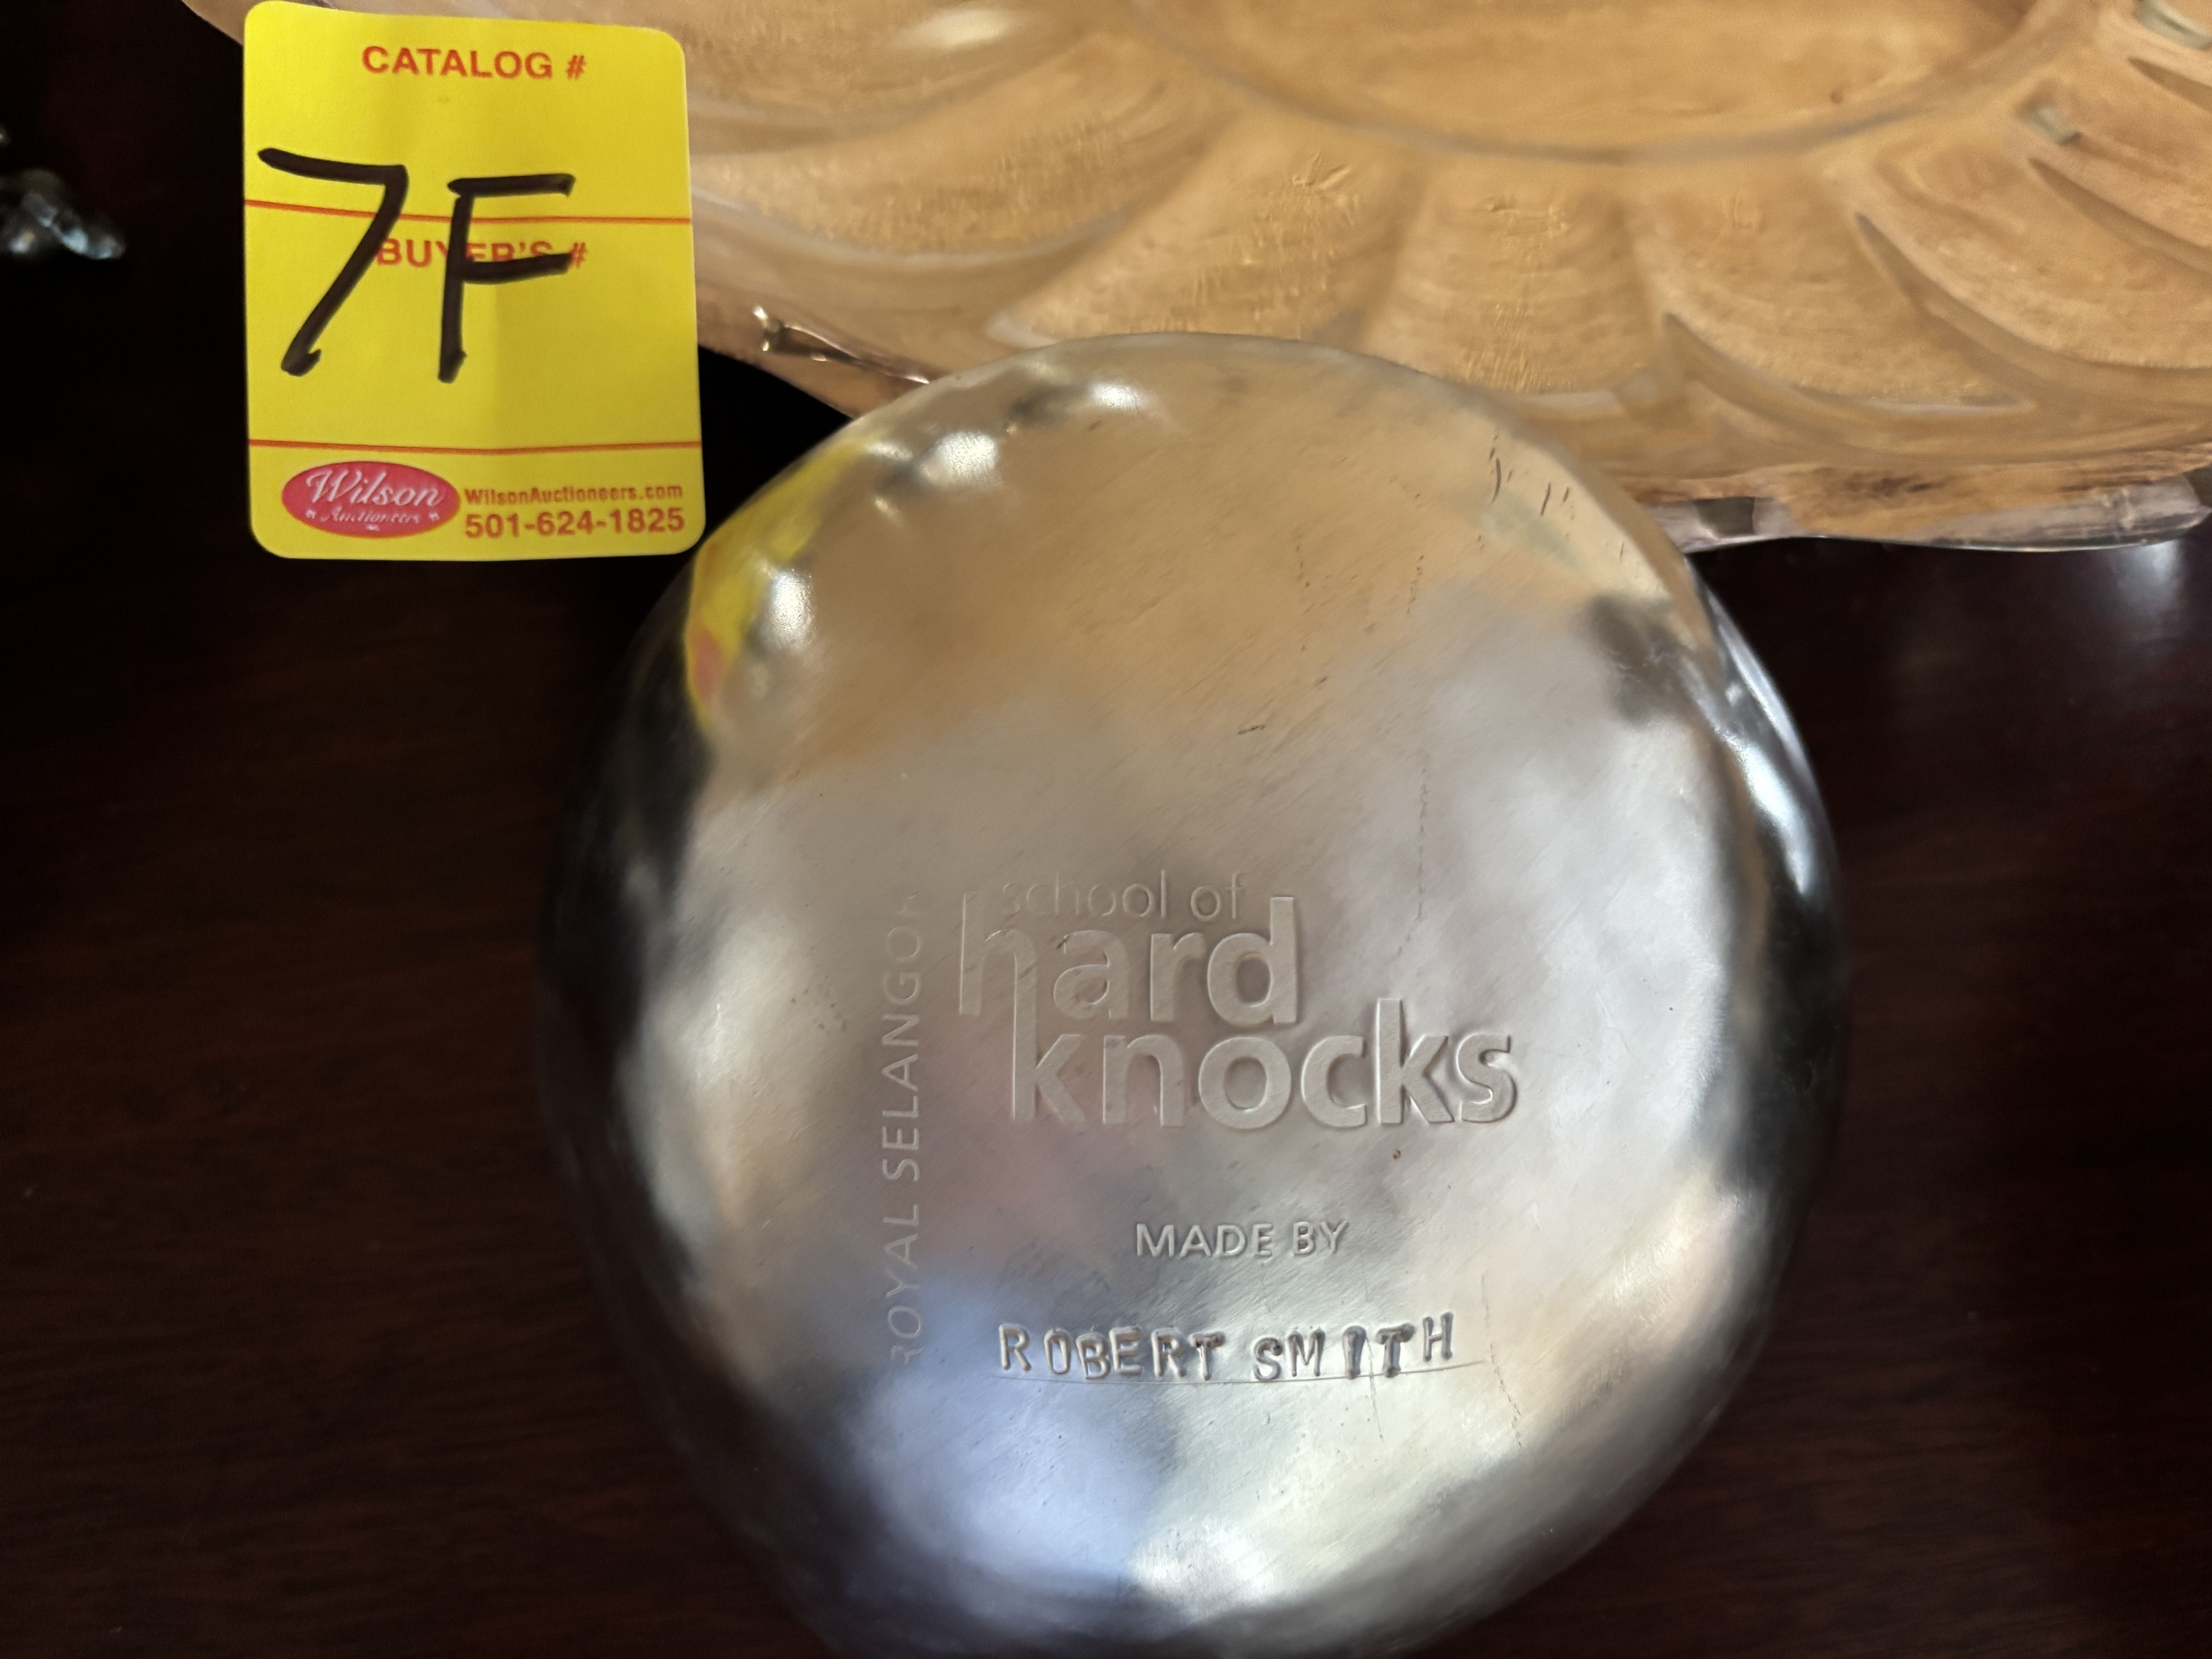 CATALOG #
7F
BUYER'S #
Wilson
Auctioneers
INC.
WilsonAuctioneers.com
501-624-1825
school of
hard
knocks
ROYAL SELANGOR
MADE BY
ROBERT SMITH